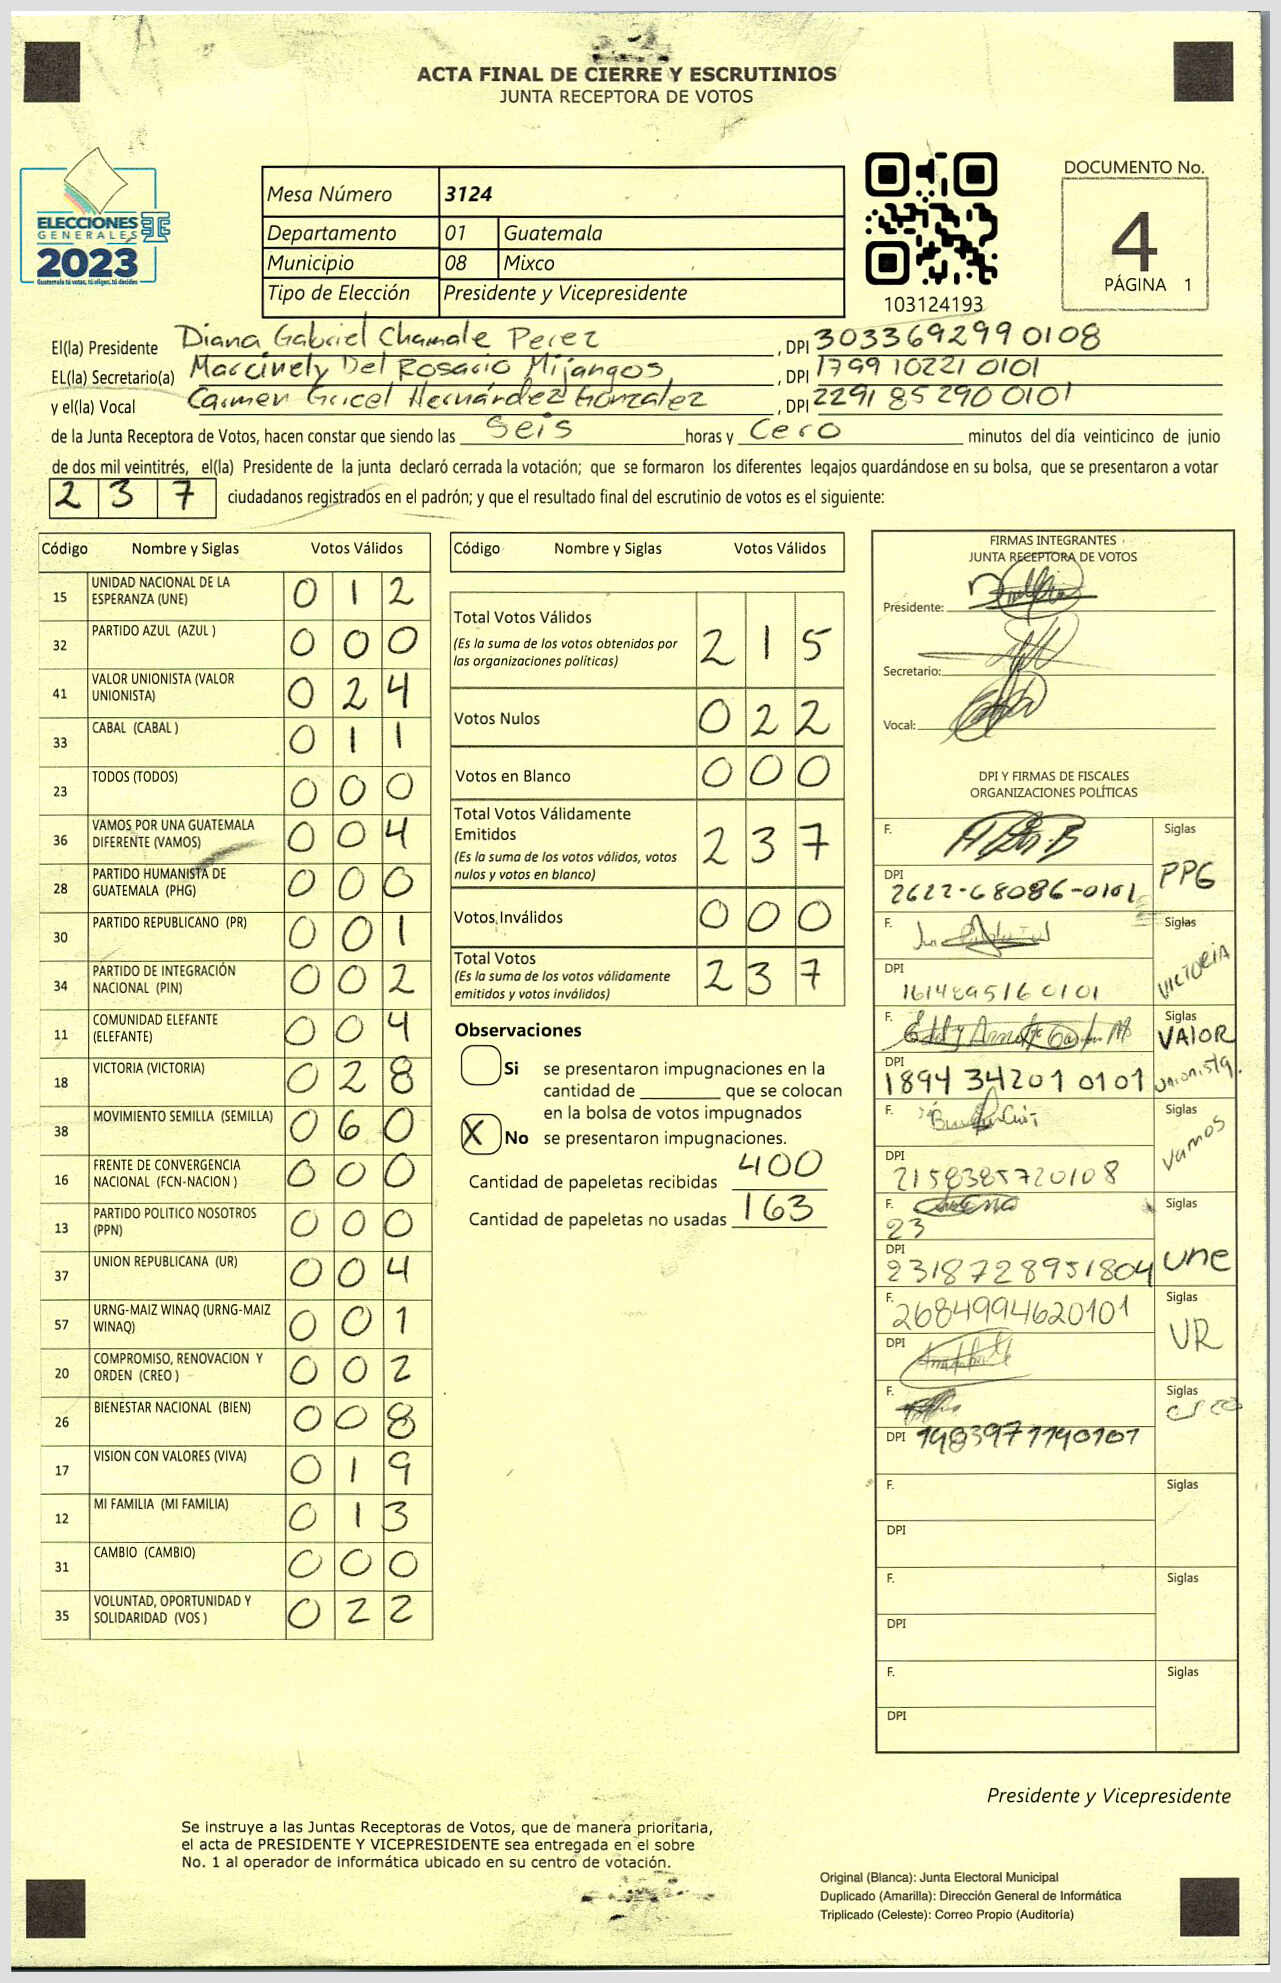 ACTA FINAL DE CIERRE Y ESCRUTINIOS
JUNTA RECEPTORA DE VOTOS
ELECCIONES
GENERALES
2023
Guatemala tú votas, tú eliges, tú decides
Mesa Número 3124
Departamento 01 Guatemala
Municipio 08 Mixco
Tipo de Elección Presidente y Vicepresidente
103124193
DOCUMENTO No.
4
PÁGINA 1
El(la) Presidente Diana Gabriel Chamale Perez , DPI 3033692990108
EL(la) Secretario(a) Marcinely Del Rosario Mijangos , DPI 1799 10221 0101
y el(la) Vocal Carmen Gricel Hernández Gonzalez , DPI 2291 85290 0101
de la Junta Receptora de Votos, hacen constar que siendo las Seis horas y Cero minutos del día veinticinco de junio
de dos mil veintitrés, el(la) Presidente de la junta declaró cerrada la votación; que se formaron los diferentes legajos guardándose en su bolsa, que se presentaron a votar
237 ciudadanos registrados en el padrón; y que el resultado final del escrutinio de votos es el siguiente:
Código Nombre y Siglas Votos Válidos
15 UNIDAD NACIONAL DE LA ESPERANZA (UNE) 0 1 2
32 PARTIDO AZUL (AZUL ) 0 0 0
41 VALOR UNIONISTA (VALOR UNIONISTA) 0 2 4
33 CABAL (CABAL ) 0 1 1
23 TODOS (TODOS) 0 0 0
36 VAMOS POR UNA GUATEMALA DIFERENTE (VAMOS) 0 0 4
28 PARTIDO HUMANISTA DE GUATEMALA (PHG) 0 0 0
30 PARTIDO REPUBLICANO (PR) 0 0 1
34 PARTIDO DE INTEGRACIÓN NACIONAL (PIN) 0 0 2
11 COMUNIDAD ELEFANTE (ELEFANTE) 0 0 4
18 VICTORIA (VICTORIA) 0 2 8
38 MOVIMIENTO SEMILLA (SEMILLA) 0 6 0
16 FRENTE DE CONVERGENCIA NACIONAL (FCN-NACION ) 0 0 0
13 PARTIDO POLITICO NOSOTROS (PPN) 0 0 0
37 UNION REPUBLICANA (UR) 0 0 4
57 URNG-MAIZ WINAQ (URNG-MAIZ WINAQ) 0 0 1
20 COMPROMISO, RENOVACION Y ORDEN (CREO ) 0 0 2
26 BIENESTAR NACIONAL (BIEN) 0 0 8
17 VISION CON VALORES (VIVA) 0 1 9
12 MI FAMILIA (MI FAMILIA) 0 1 3
31 CAMBIO (CAMBIO) 0 0 0
35 VOLUNTAD, OPORTUNIDAD Y SOLIDARIDAD (VOS ) 0 2 2
Código Nombre y Siglas Votos Válidos
Total Votos Válidos 2 1 5
(Es la suma de los votos obtenidos por
las organizaciones políticas)
Votos Nulos 0 2 2
Votos en Blanco 0 0 0
Total Votos Válidamente
Emitidos 2 3 7
(Es la suma de los votos válidos, votos
nulos y votos en blanco)
Votos Inválidos 0 0 0
Total Votos 2 3 7
(Es la suma de los votos válidamente
emitidos y votos inválidos)
Observaciones
Si se presentaron impugnaciones en la
cantidad de ________ que se colocan
en la bolsa de votos impugnados
X No se presentaron impugnaciones.
Cantidad de papeletas recibidas 400
Cantidad de papeletas no usadas 163
FIRMAS INTEGRANTES
JUNTA RECEPTORA DE VOTOS
Presidente:
Secretario:
Vocal:
DPI Y FIRMAS DE FISCALES
ORGANIZACIONES POLÍTICAS
F. Siglas PPG
DPI 2622-68086-0101
F. Siglas VICTORIA
DPI 1614895160101
F. Siglas VALOR unionista.
DPI 1894 34201 0101
F. Siglas Vamos
DPI 2158385720108
F. 23 Siglas Une
DPI 2318728951804
F. 2684994620101 Siglas UR
DPI
F. Siglas creo
DPI 1983971190101
F. Siglas
DPI
F. Siglas
DPI
F. Siglas
DPI
Presidente y Vicepresidente
Se instruye a las Juntas Receptoras de Votos, que de manera prioritaria,
el acta de PRESIDENTE Y VICEPRESIDENTE sea entregada en el sobre
No. 1 al operador de informática ubicado en su centro de votación.
Original (Blanca): Junta Electoral Municipal
Duplicado (Amarilla): Dirección General de Informática
Triplicado (Celeste): Correo Propio (Auditoría)